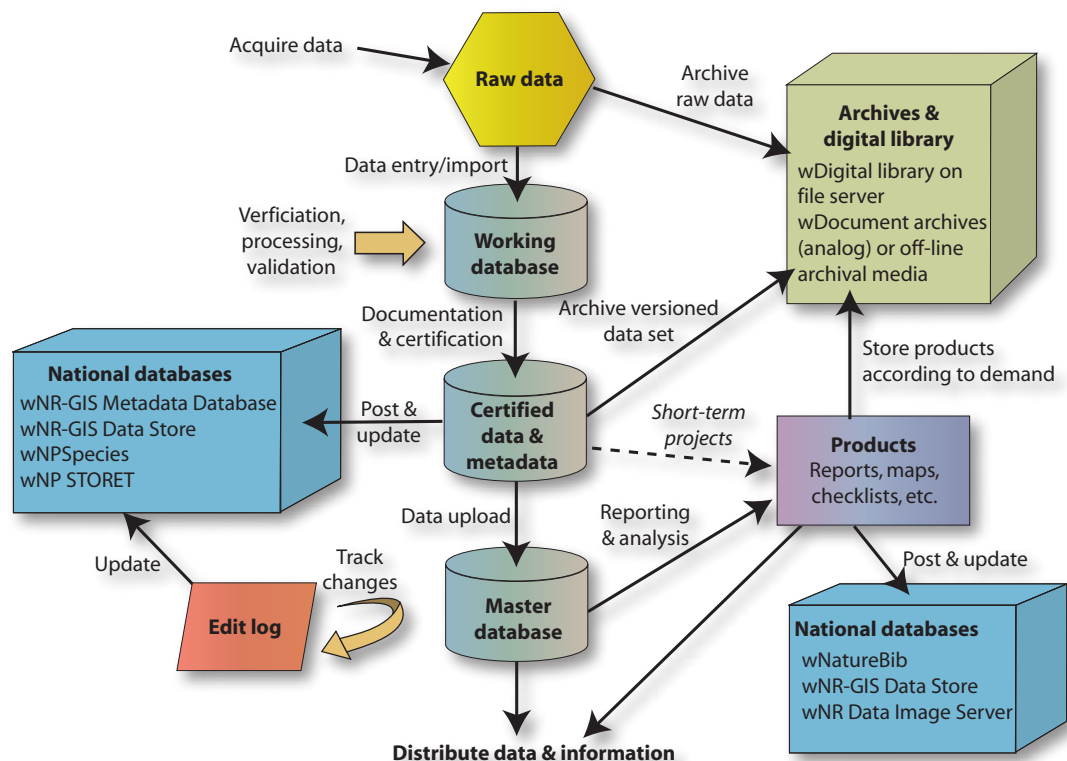 Acquire data
Raw data
Archive
raw data
Archives &
digital library
wDigital library on
file server
wDocument archives
(analog) or off-line
archival media
Data entry/import
Verficiation,
processing,
validation
Working
database
Documentation
& certification
Archive versioned
data set
Store products
according to demand
National databases
wNR-GIS Metadata Database
wNR-GIS Data Store
wNPSpecies
wNP STORET
Post &
update
Certified
data &
metadata
Short-term
projects
Products
Reports, maps,
checklists, etc.
Data upload
Reporting
& analysis
Update
Track
changes
Edit log
Master
database
Post & update
National databases
wNatureBib
wNR-GIS Data Store
wNR Data Image Server
Distribute data & information